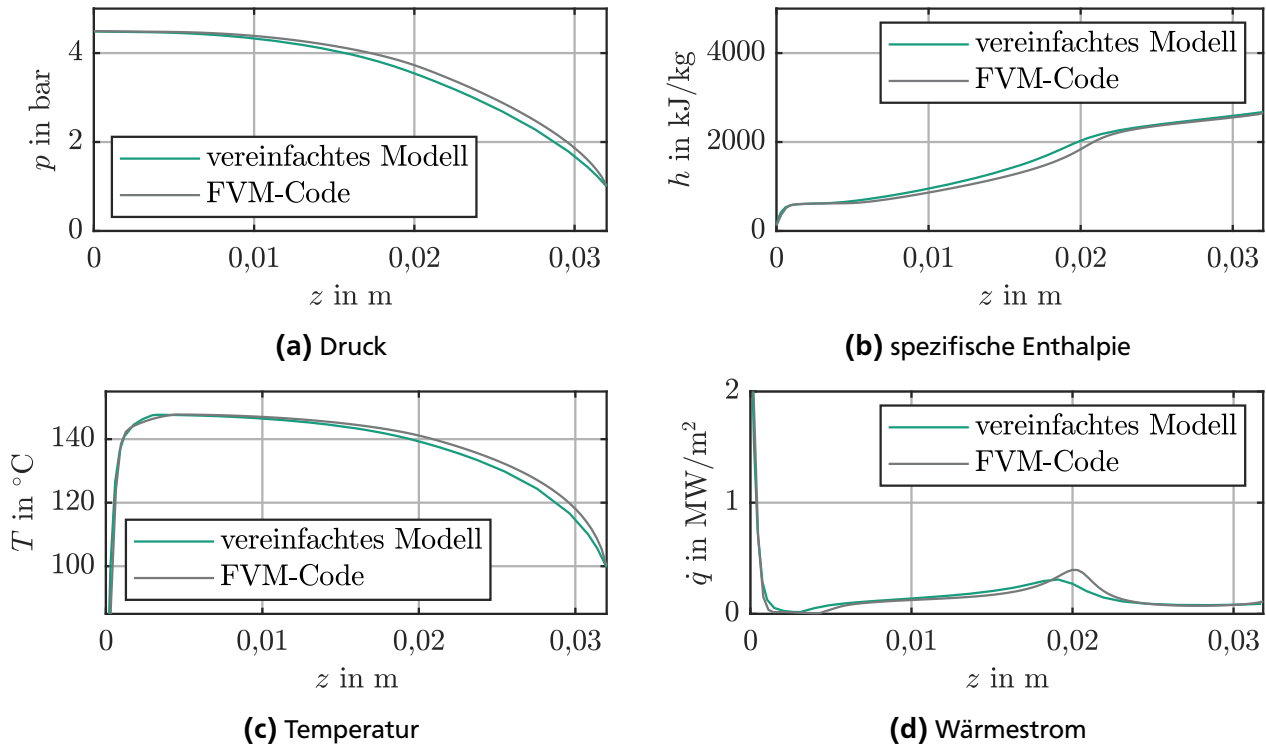 p in bar
4
2
0
vereinfachtes Modell
FVM-Code
0
0,01
0,02
0,03
z in m
(a) Druck
h in kJ/kg
4000
2000
0
vereinfachtes Modell
FVM-Code
0
0,01
0,02
0,03
z in m
(b) spezifische Enthalpie
T in °C
140
120
100
vereinfachtes Modell
FVM-Code
0
0,01
0,02
0,03
z in m
(c) Temperatur
q̇ in MW/m²
2
1
0
vereinfachtes Modell
FVM-Code
0
0,01
0,02
0,03
z in m
(d) Wärmestrom